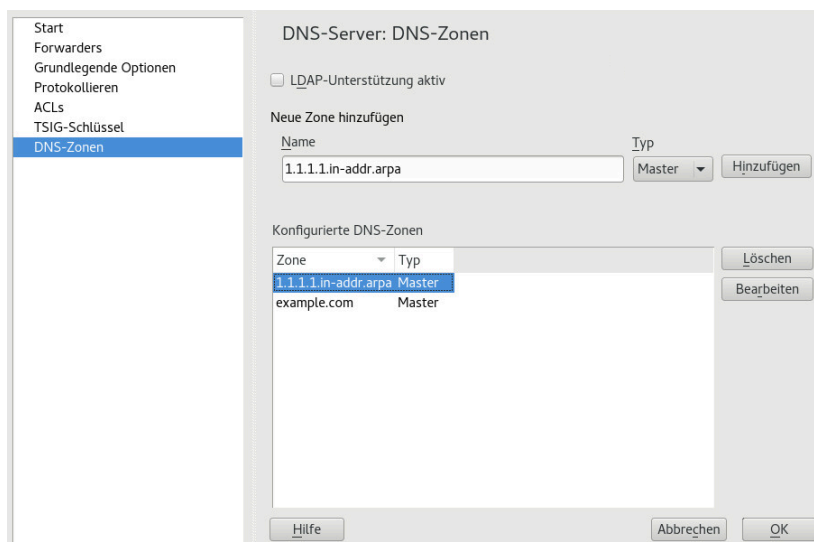 Start
Forwarders
Grundlegende Optionen
Protokollieren
ACLs
TSIG-Schlüssel
DNS-Zonen
DNS-Server: DNS-Zonen
LDAP-Unterstützung aktiv
Neue Zone hinzufügen
Name Typ
1.1.1.1.in-addr.arpa Master Hinzufügen
Konfigurierte DNS-Zonen
Zone Typ Löschen
1.1.1.1.in-addr.arpa Master Bearbeiten
example.com Master
Hilfe Abbrechen OK